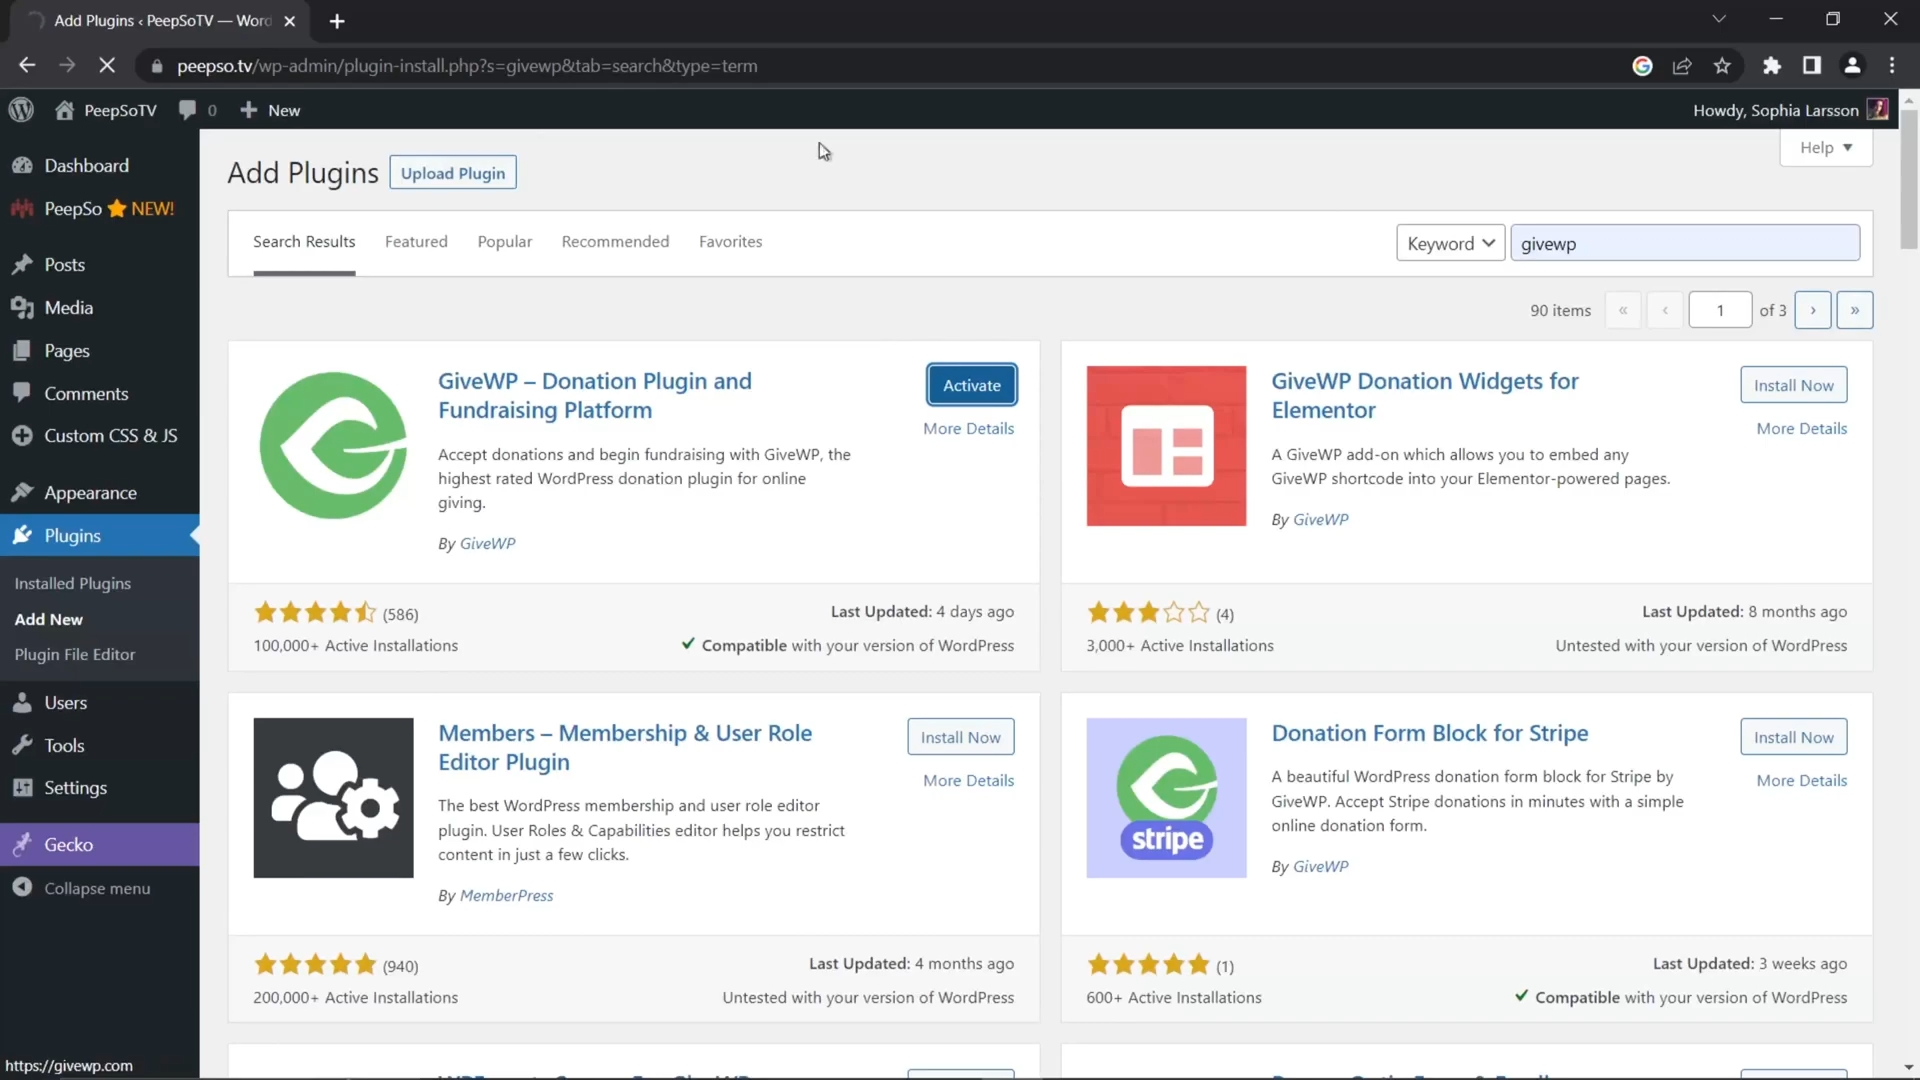 Add Plugins ‹ PeepSoTV — Word
peepso.tv/wp-admin/plugin-install.php?s=givewp&tab=search&type=term
PeepSoTV
0
New
Howdy, Sophia Larsson
Help
Dashboard
PeepSo NEW!
Posts
Media
Pages
Comments
Custom CSS & JS
Appearance
Plugins
Installed Plugins
Add New
Plugin File Editor
Users
Tools
Settings
Gecko
Collapse menu
Add Plugins
Upload Plugin
Search Results
Featured
Popular
Recommended
Favorites
Keyword
givewp
90 items « ‹ 1 of 3 › »
GiveWP – Donation Plugin and
Fundraising Platform
Activate
More Details
Accept donations and begin fundraising with GiveWP, the
highest rated WordPress donation plugin for online
giving.
By GiveWP
(586)
Last Updated: 4 days ago
100,000+ Active Installations
Compatible with your version of WordPress
GiveWP Donation Widgets for
Elementor
Install Now
More Details
A GiveWP add-on which allows you to embed any
GiveWP shortcode into your Elementor-powered pages.
By GiveWP
(4)
Last Updated: 8 months ago
3,000+ Active Installations
Untested with your version of WordPress
Members – Membership & User Role
Editor Plugin
Install Now
More Details
The best WordPress membership and user role editor
plugin. User Roles & Capabilities editor helps you restrict
content in just a few clicks.
By MemberPress
(940)
Last Updated: 4 months ago
200,000+ Active Installations
Untested with your version of WordPress
stripe
Donation Form Block for Stripe
Install Now
More Details
A beautiful WordPress donation form block for Stripe by
GiveWP. Accept Stripe donations in minutes with a simple
online donation form.
By GiveWP
(1)
Last Updated: 3 weeks ago
600+ Active Installations
Compatible with your version of WordPress
https://givewp.com